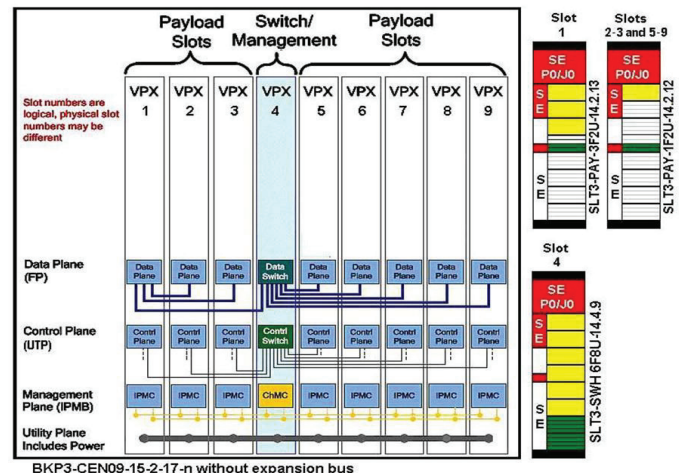 Payload
Slots
Switch/
Management
Payload
Slots
VPX
1
VPX
2
VPX
3
VPX
4
VPX
5
VPX
6
VPX
7
VPX
8
VPX
9
Slot numbers are
logical, physical slot
numbers may be
different
Data Plane
(FP)
Data
Plane
Data
Plane
Data
Plane
Data
Switch
Data
Plane
Data
Plane
Data
Plane
Data
Plane
Data
Plane
Control Plane
(UTP)
Contrl
Plane
Contrl
Plane
Contrl
Plane
Contrl
Switch
Contrl
Plane
Contrl
Plane
Contrl
Plane
Contrl
Plane
Contrl
Plane
Management
Plane (IPMB)
IPMC
IPMC
IPMC
ChMC
IPMC
IPMC
IPMC
IPMC
IPMC
Utility Plane
Includes Power
BKP3-CEN09-15-2-17-n without expansion bus
Slot
1
SE
P0/J0
S
E
S
E
SLT3-PAY-3F2U-14.2.13
Slots
2-3 and 5-9
SE
P0/J0
S
E
S
E
SLT3-PAY-1F2U-14.2.12
Slot
4
SE
P0/J0
S
E
S
E
SLT3-SWH 6F8U-14.4.9